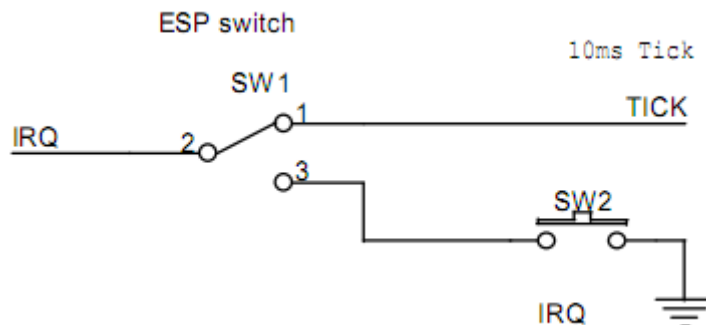 ESP switch
10ms Tick
SW1
1
TICK
IRQ
2
3
SW2
IRQ